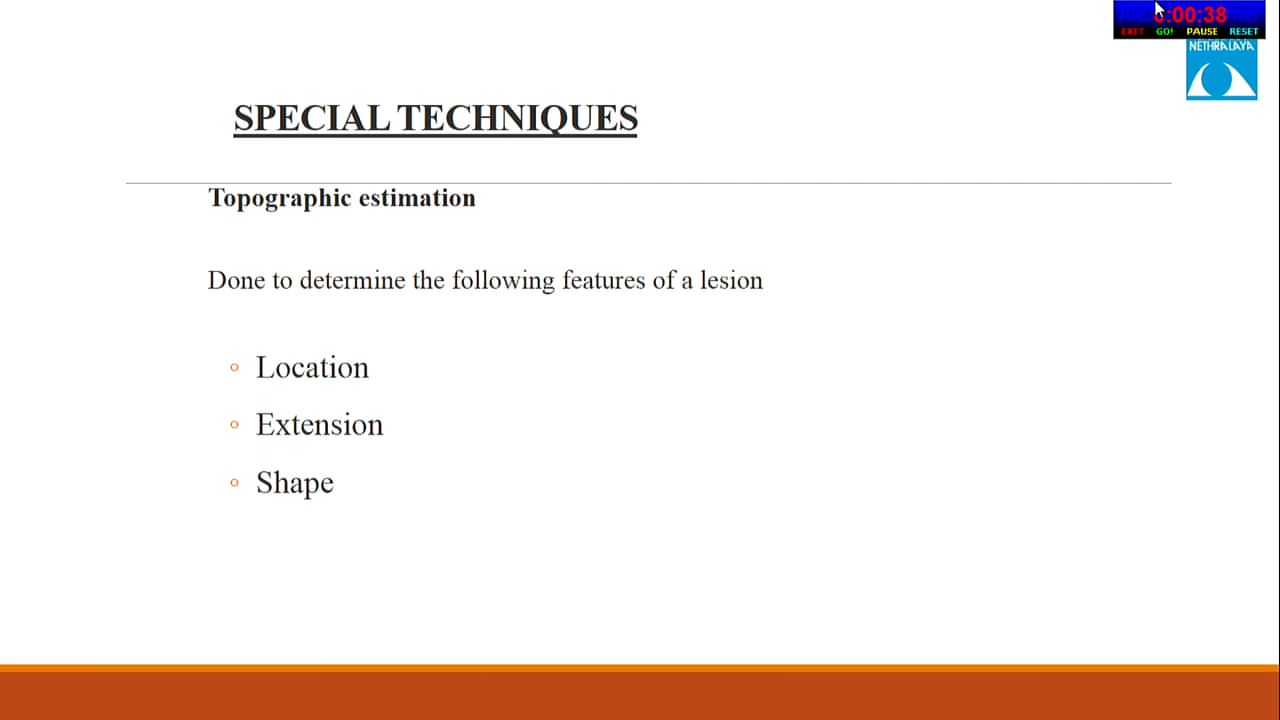 :00:38
EXIT GO! PAUSE RESET
NETHRALAYA
SPECIAL TECHNIQUES
Topographic estimation
Done to determine the following features of a lesion
Location
Extension
Shape